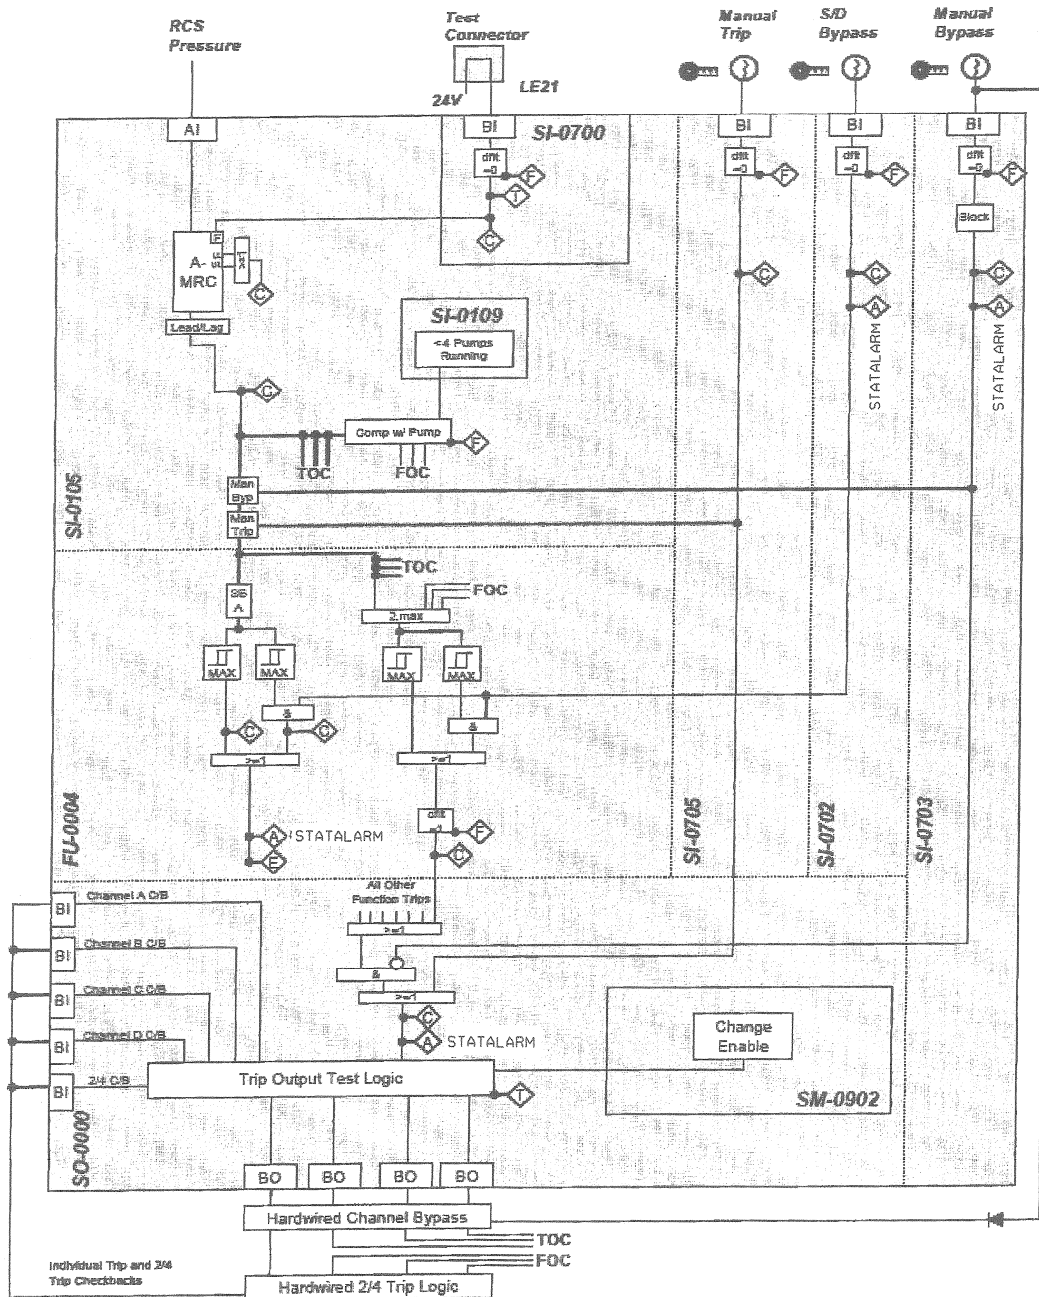 RCS
Pressure
Test
Connector
Manual
Trip
S/D
Bypass
Manual
Bypass
24V
LE21
AI
BI
SI-0700
BI
BI
BI
dflt
=0
F
dflt
=0
F
dflt
=0
F
dflt
=0
F
T
C
Block
F
A-
MRC
>=1
C
C
C
A
C
A
STATALARM
STATALARM
Lead/Lag
SI-0109
<4 Pumps
Running
C
Comp w/ Pump
F
TOC
FOC
SI-0105
Man
Byp
Man
Trip
TOC
FOC
A
2.max
MAX
MAX
MAX
MAX
&
&
C
C
>=1
>=1
dflt
=1
F
C
A
STATALARM
E
FU-0004
SI-0705
SI-0702
SI-0703
All Other
Function Trips
>=1
&
>=1
C
A
STATALARM
BI
Channel A C/B
BI
Channel B C/B
BI
Channel C C/B
BI
Channel D C/B
BI
2/4 C/B
Trip Output Test Logic
T
Change
Enable
SM-0902
SO-0000
BO
BO
BO
BO
Hardwired Channel Bypass
TOC
FOC
Individual Trip and 2/4
Trip Checkbacks
Hardwired 2/4 Trip Logic